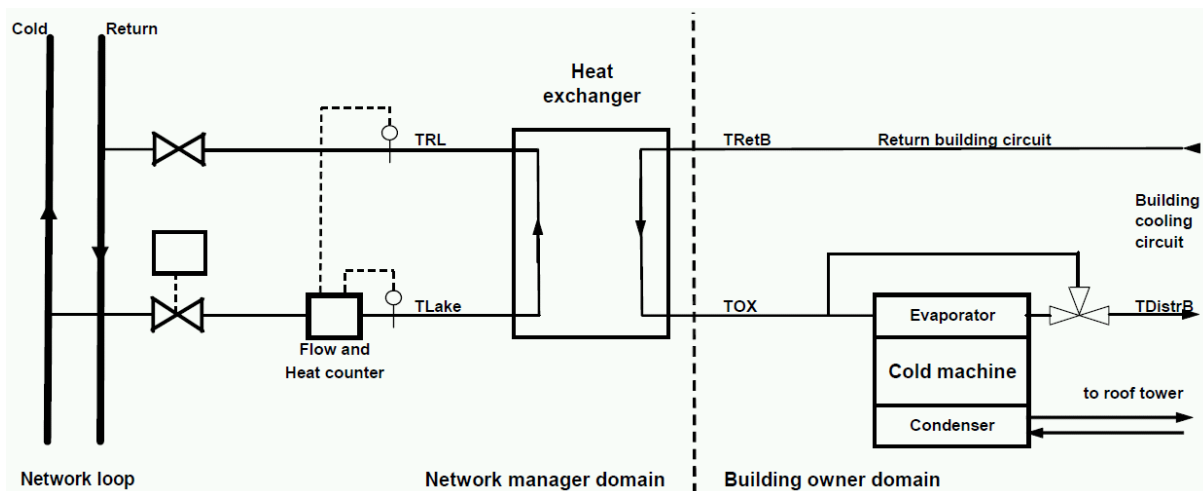 Cold
Return
Heat
exchanger
TRL
TRetB
Return building circuit
Building
cooling
circuit
TLake
TOX
Evaporator
TDistrB
Flow and
Heat counter
Cold machine
to roof tower
Condenser
Network loop
Network manager domain
Building owner domain